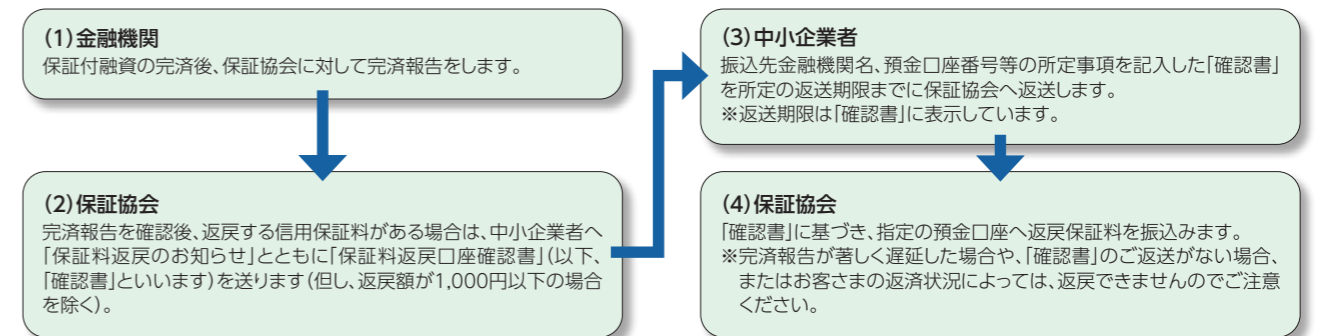 (1)金融機関
保証付融資の完済後、保証協会に対して完済報告をします。
(2)保証協会
完済報告を確認後、返戻する信用保証料がある場合は、中小企業者へ
「保証料返戻のお知らせ」とともに「保証料返戻口座確認書」(以下、
「確認書」といいます)を送ります(但し、返戻額が1,000円以下の場合
を除く)。
(3)中小企業者
振込先金融機関名、預金口座番号等の所定事項を記入した「確認書」
を所定の返送期限までに保証協会へ返送します。
※返送期限は「確認書」に表示しています。
(4)保証協会
「確認書」に基づき、指定の預金口座へ返戻保証料を振込みます。
※完済報告が著しく遅延した場合や、「確認書」のご返送がない場合、
またはお客さまの返済状況によっては、返戻できませんのでご注意
ください。